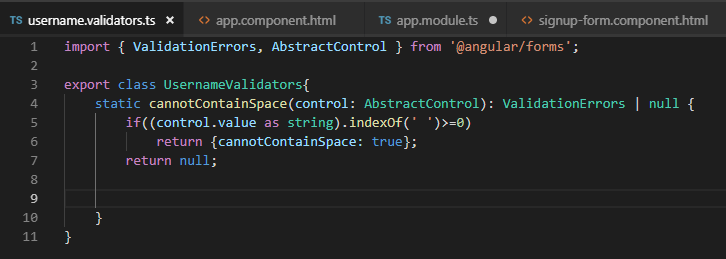 TS username.validators.ts × <> app.component.html TS app.module.ts ● <> signup-form.component.html
1 import { ValidationErrors, AbstractControl } from '@angular/forms';
2
3 export class UsernameValidators{
4     static cannotContainSpace(control: AbstractControl): ValidationErrors | null {
5         if((control.value as string).indexOf(' ')>=0)
6             return {cannotContainSpace: true};
7         return null;
8
9
10     }
11 }